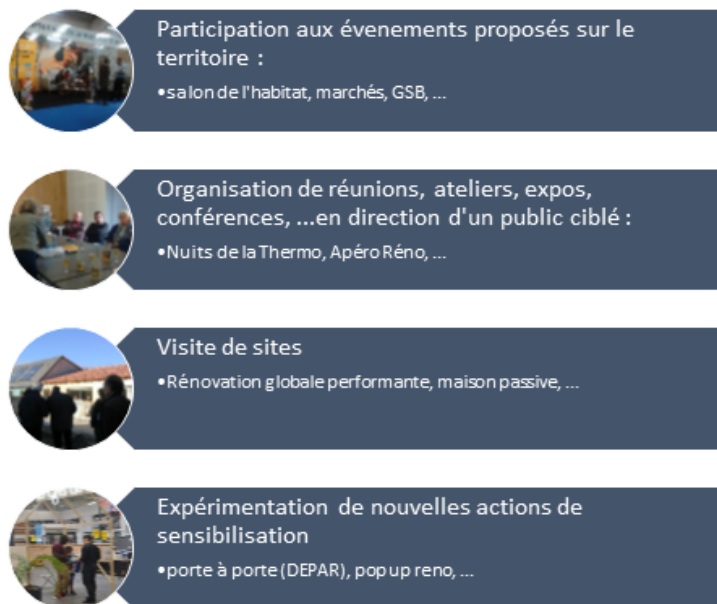 Participation aux évenements proposés sur le
territoire :
•salon de l'habitat, marchés, GSB, ...
Organisation de réunions, ateliers, expos,
conférences, ...en direction d'un public ciblé :
•Nuits de la Thermo, Apéro Réno, ...
Visite de sites
•Rénovation globale performante, maison passive, ...
Expérimentation de nouvelles actions de
sensibilisation
•porte à porte (DEPAR), pop up reno, ...